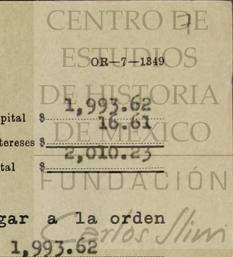 CENTRO DE
7
ESTUDIOS
OR—7—1849
DE HISTORIA
1,993.62
pital $
16.61
DE MÉXICO
tereses $
2,010.23
tal $
FUNDACIÓN
gar a la orden
Carlos Slim
1,993.62